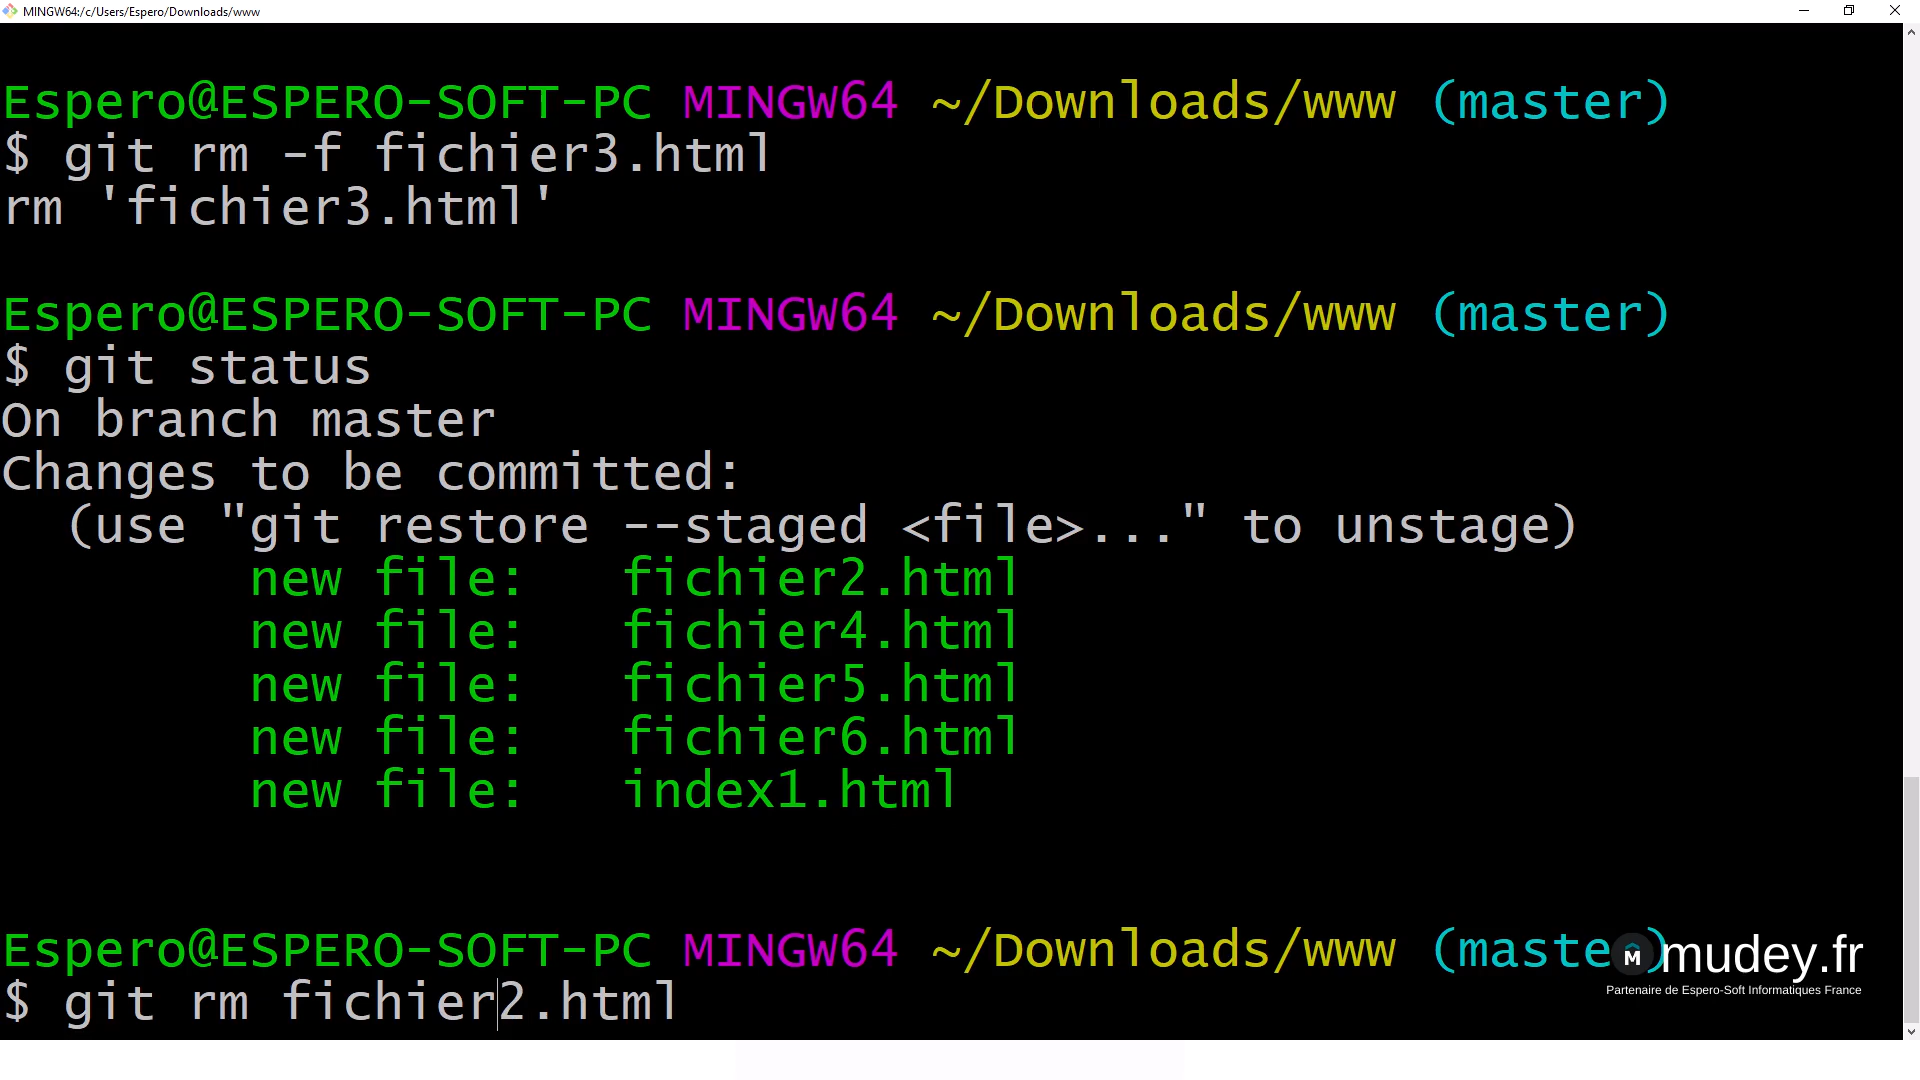 MINGW64:/c/Users/Espero/Downloads/www
Espero@ESPERO-SOFT-PC MINGW64 ~/Downloads/www (master)
$ git rm -f fichier3.html
rm 'fichier3.html'
Espero@ESPERO-SOFT-PC MINGW64 ~/Downloads/www (master)
$ git status
On branch master
Changes to be committed:
  (use "git restore --staged <file>..." to unstage)
        new file:   fichier2.html
        new file:   fichier4.html
        new file:   fichier5.html
        new file:   fichier6.html
        new file:   index1.html
Espero@ESPERO-SOFT-PC MINGW64 ~/Downloads/www (master)
$ git rm fichier2.html
M mudey.fr
Partenaire de Espero-Soft Informatiques France